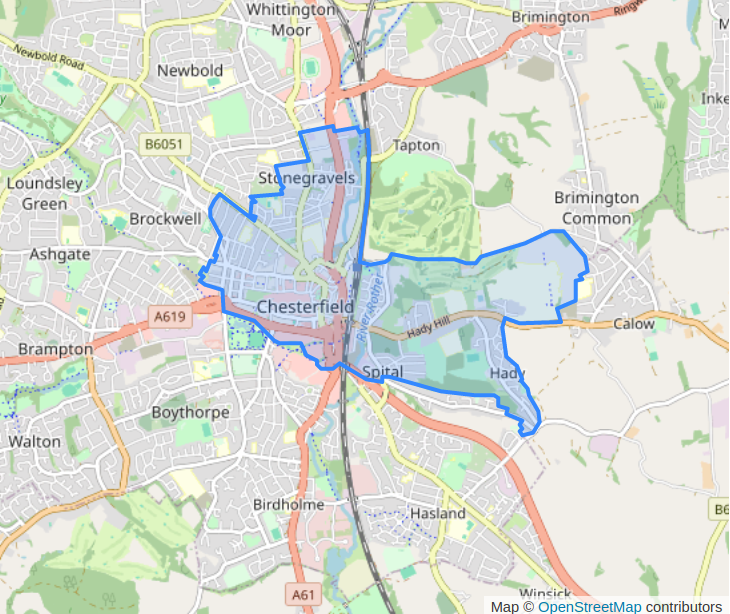 Whittington
Moor
Brimington
Ringw
Newbold Road
Newbold
Inke
B6051
Tapton
Stonegravels
Loundsley
Green
Brimington
Common
Brockwell
Ashgate
River Rother
Chesterfield
A619
Hady Hill
Calow
Brampton
Spital
Hady
Boythorpe
Walton
Birdholme
Hasland
B6
A61
Winsick
Map © OpenStreetMap contributors